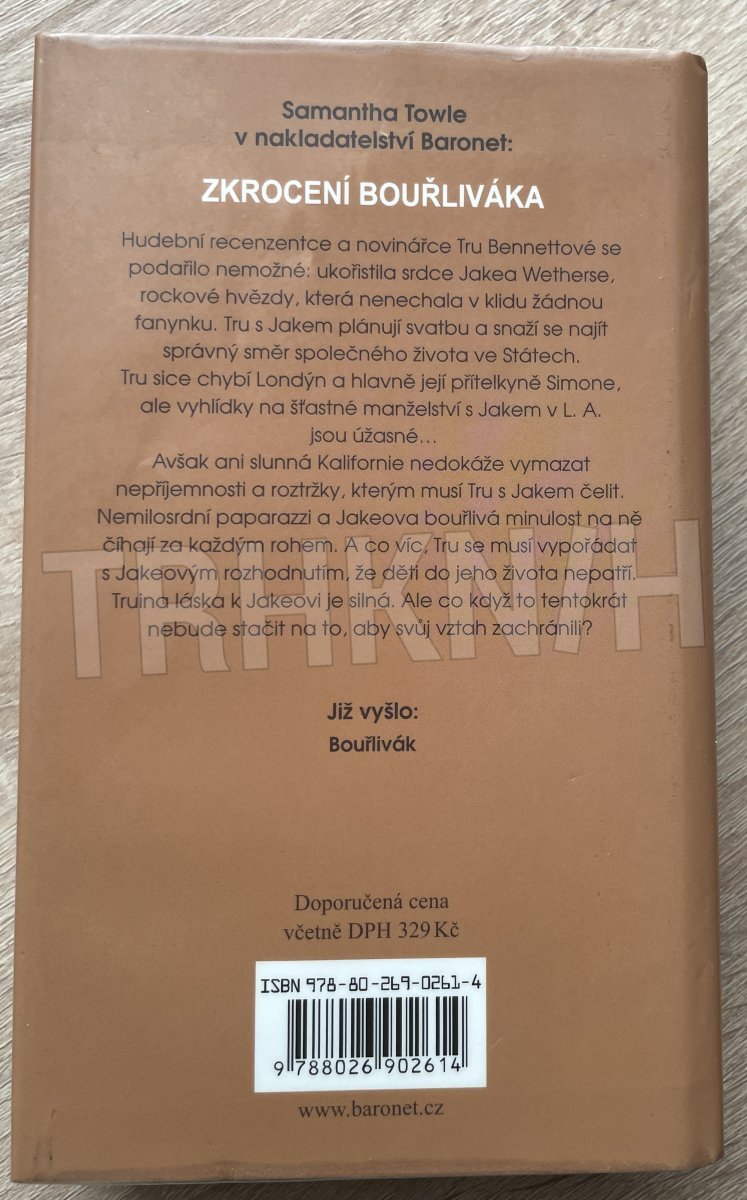 Samantha Towle
v nakladatelství Baronet:
ZKROCENÍ BOUŘLIVÁKA
Hudební recenzentce a novinářce Tru Bennettové se
podařilo nemožné: ukořistila srdce Jakea Wetherse,
rockové hvězdy, která nenechala v klidu žádnou
fanynku. Tru s Jakem plánují svatbu a snaží se najít
správný směr společného života ve Státech.
Tru sice chybí Londýn a hlavně její přítelkyně Simone,
ale vyhlídky na šťastné manželství s Jakem v L. A.
jsou úžasné…
Avšak ani slunná Kalifornie nedokáže vymazat
nepříjemnosti a roztržky, kterým musí Tru s Jakem čelit.
Nemilosrdní paparazzi a Jakeova bouřlivá minulost na ně
číhají za každým rohem. A co víc, Tru se musí vypořádat
s Jakeovým rozhodnutím, že děti do jeho života nepatří.
Truina láska k Jakeovi je silná. Ale co když to tentokrát
nebude stačit na to, aby svůj vztah zachránili?
TRHKNIH
Již vyšlo:
Bouřlivák
Doporučená cena
včetně DPH 329 Kč
ISBN 978-80-269-0261-4
9 788026 902614
www.baronet.cz